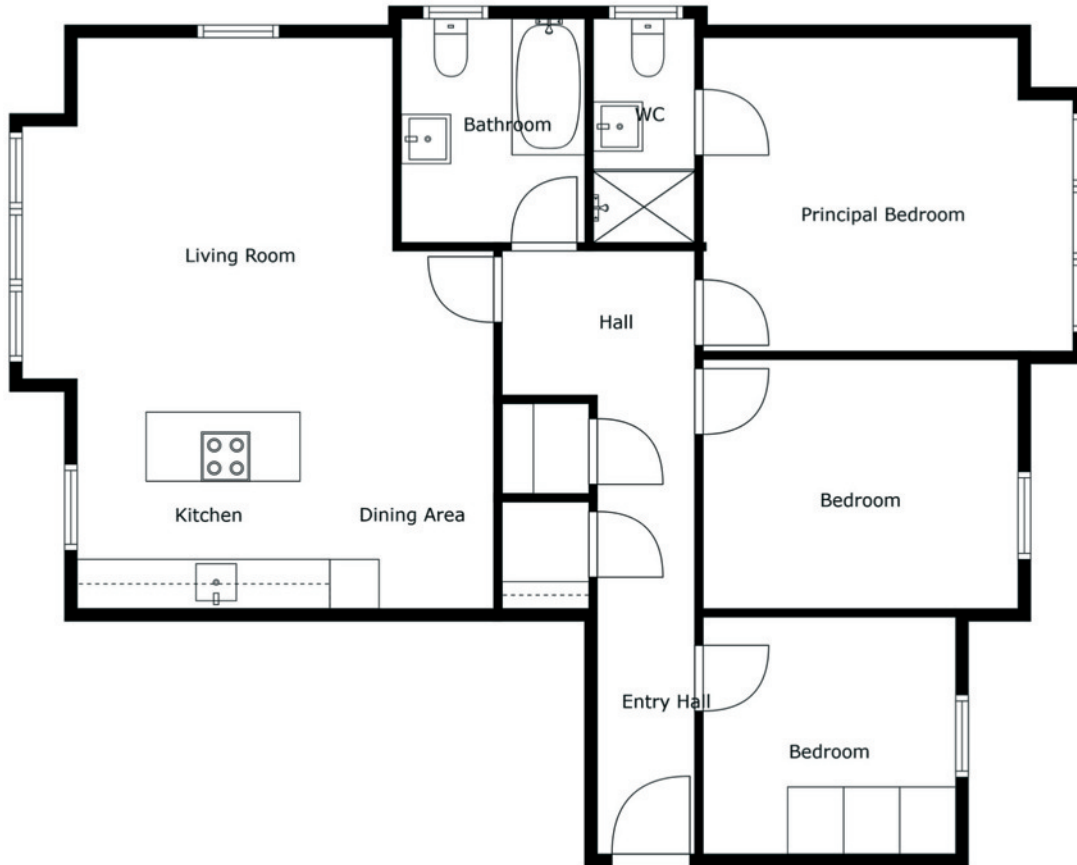 Bathroom
WC
Principal Bedroom
Living Room
Hall
Bedroom
Kitchen
Dining Area
Entry Hall
Bedroom